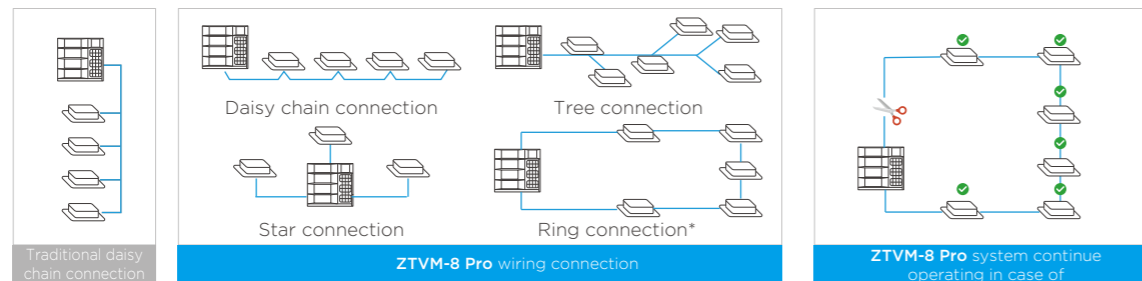 Daisy chain connection
Tree connection
Star connection
Ring connection*
Traditional daisy
chain connection
ZTVM-8 Pro wiring connection
ZTVM-8 Pro system continue
operating in case of